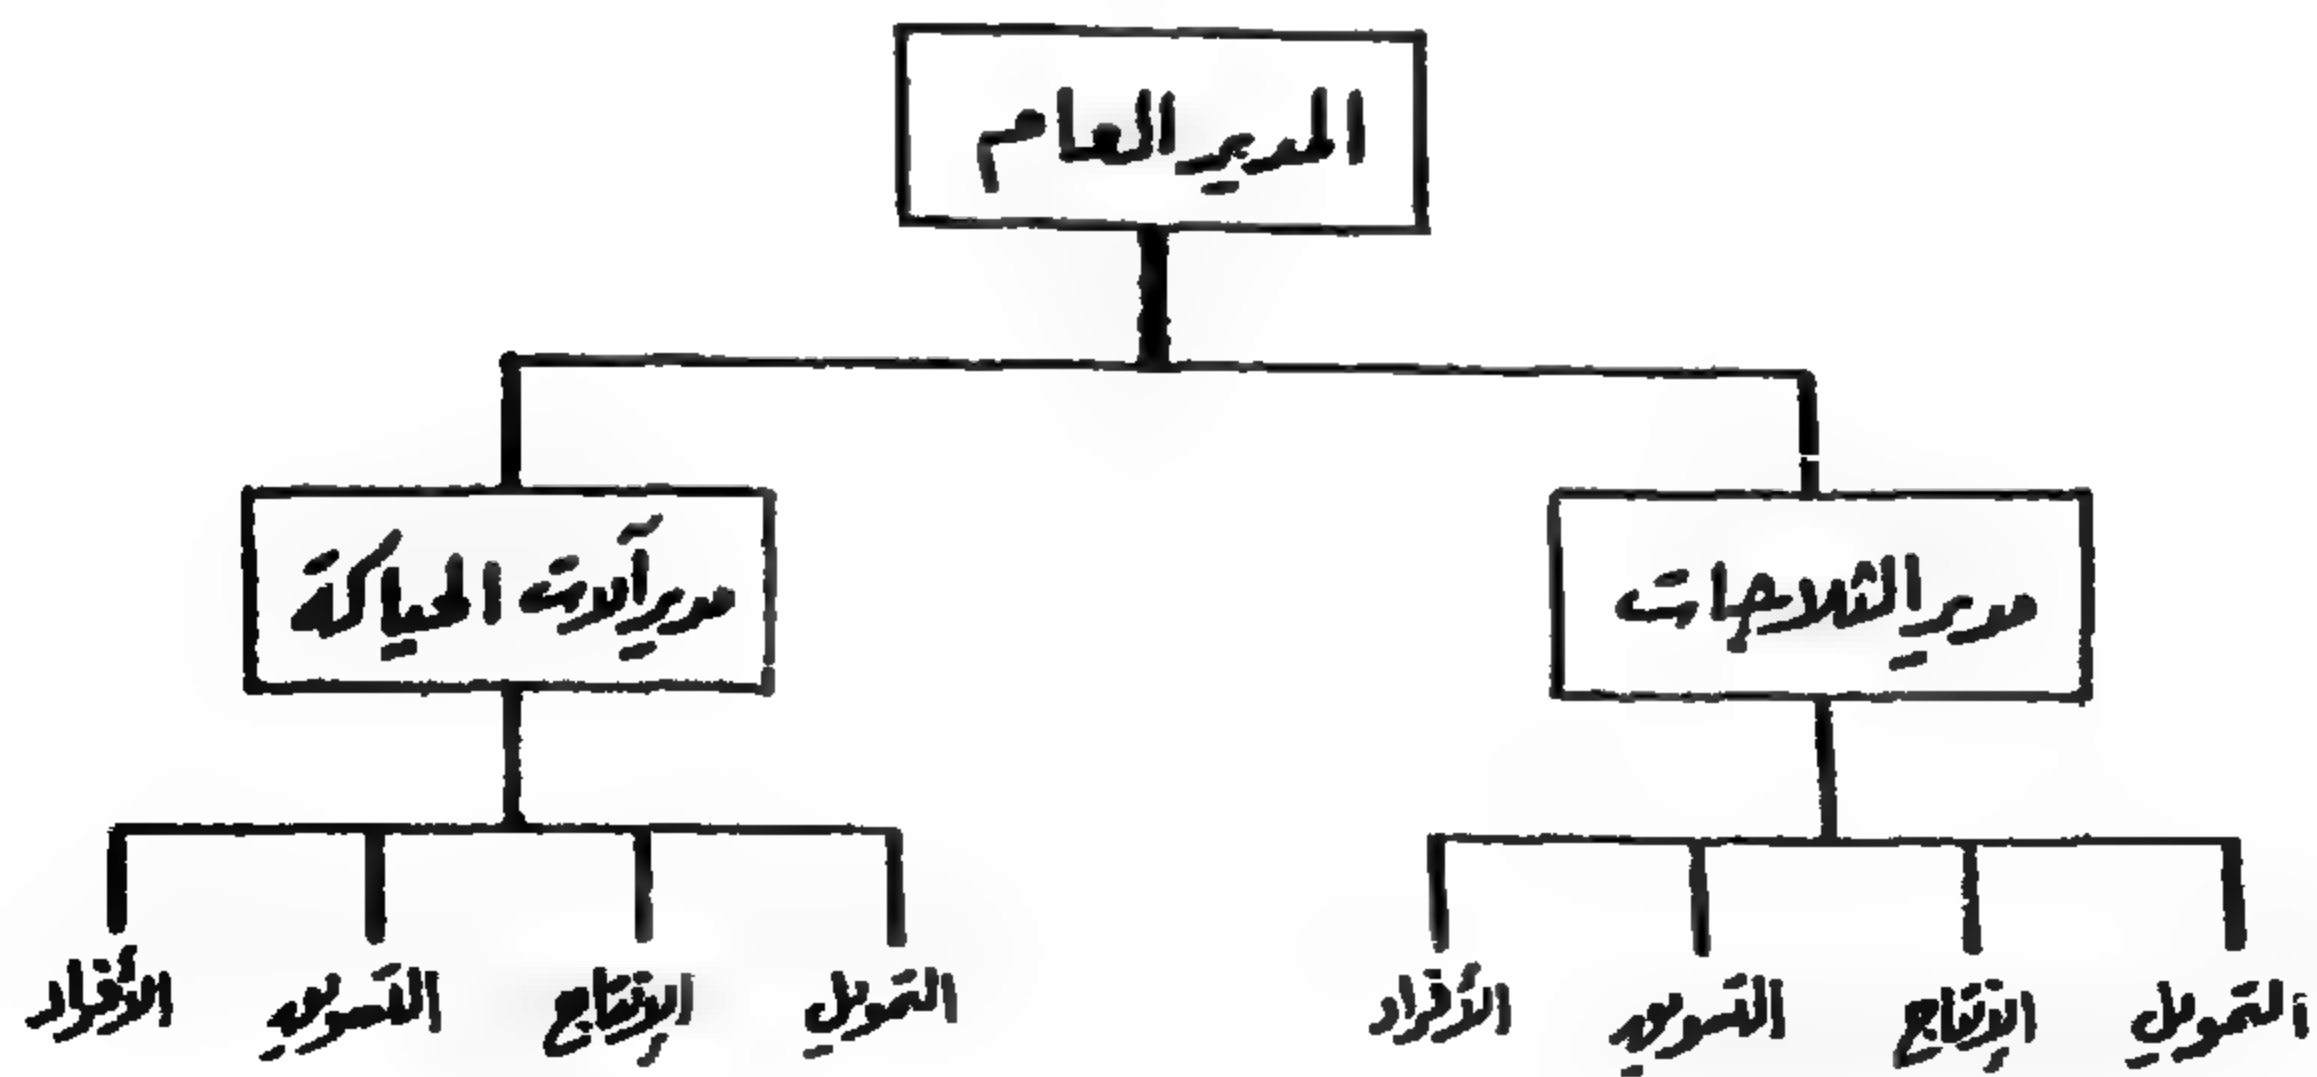 المدير العام
مدير الثلاجات
مدير آلات الحياكة
التمويل
الإنتاج
التسويق
الأفراد
التمويل
الإنتاج
التسويق
الأفراد